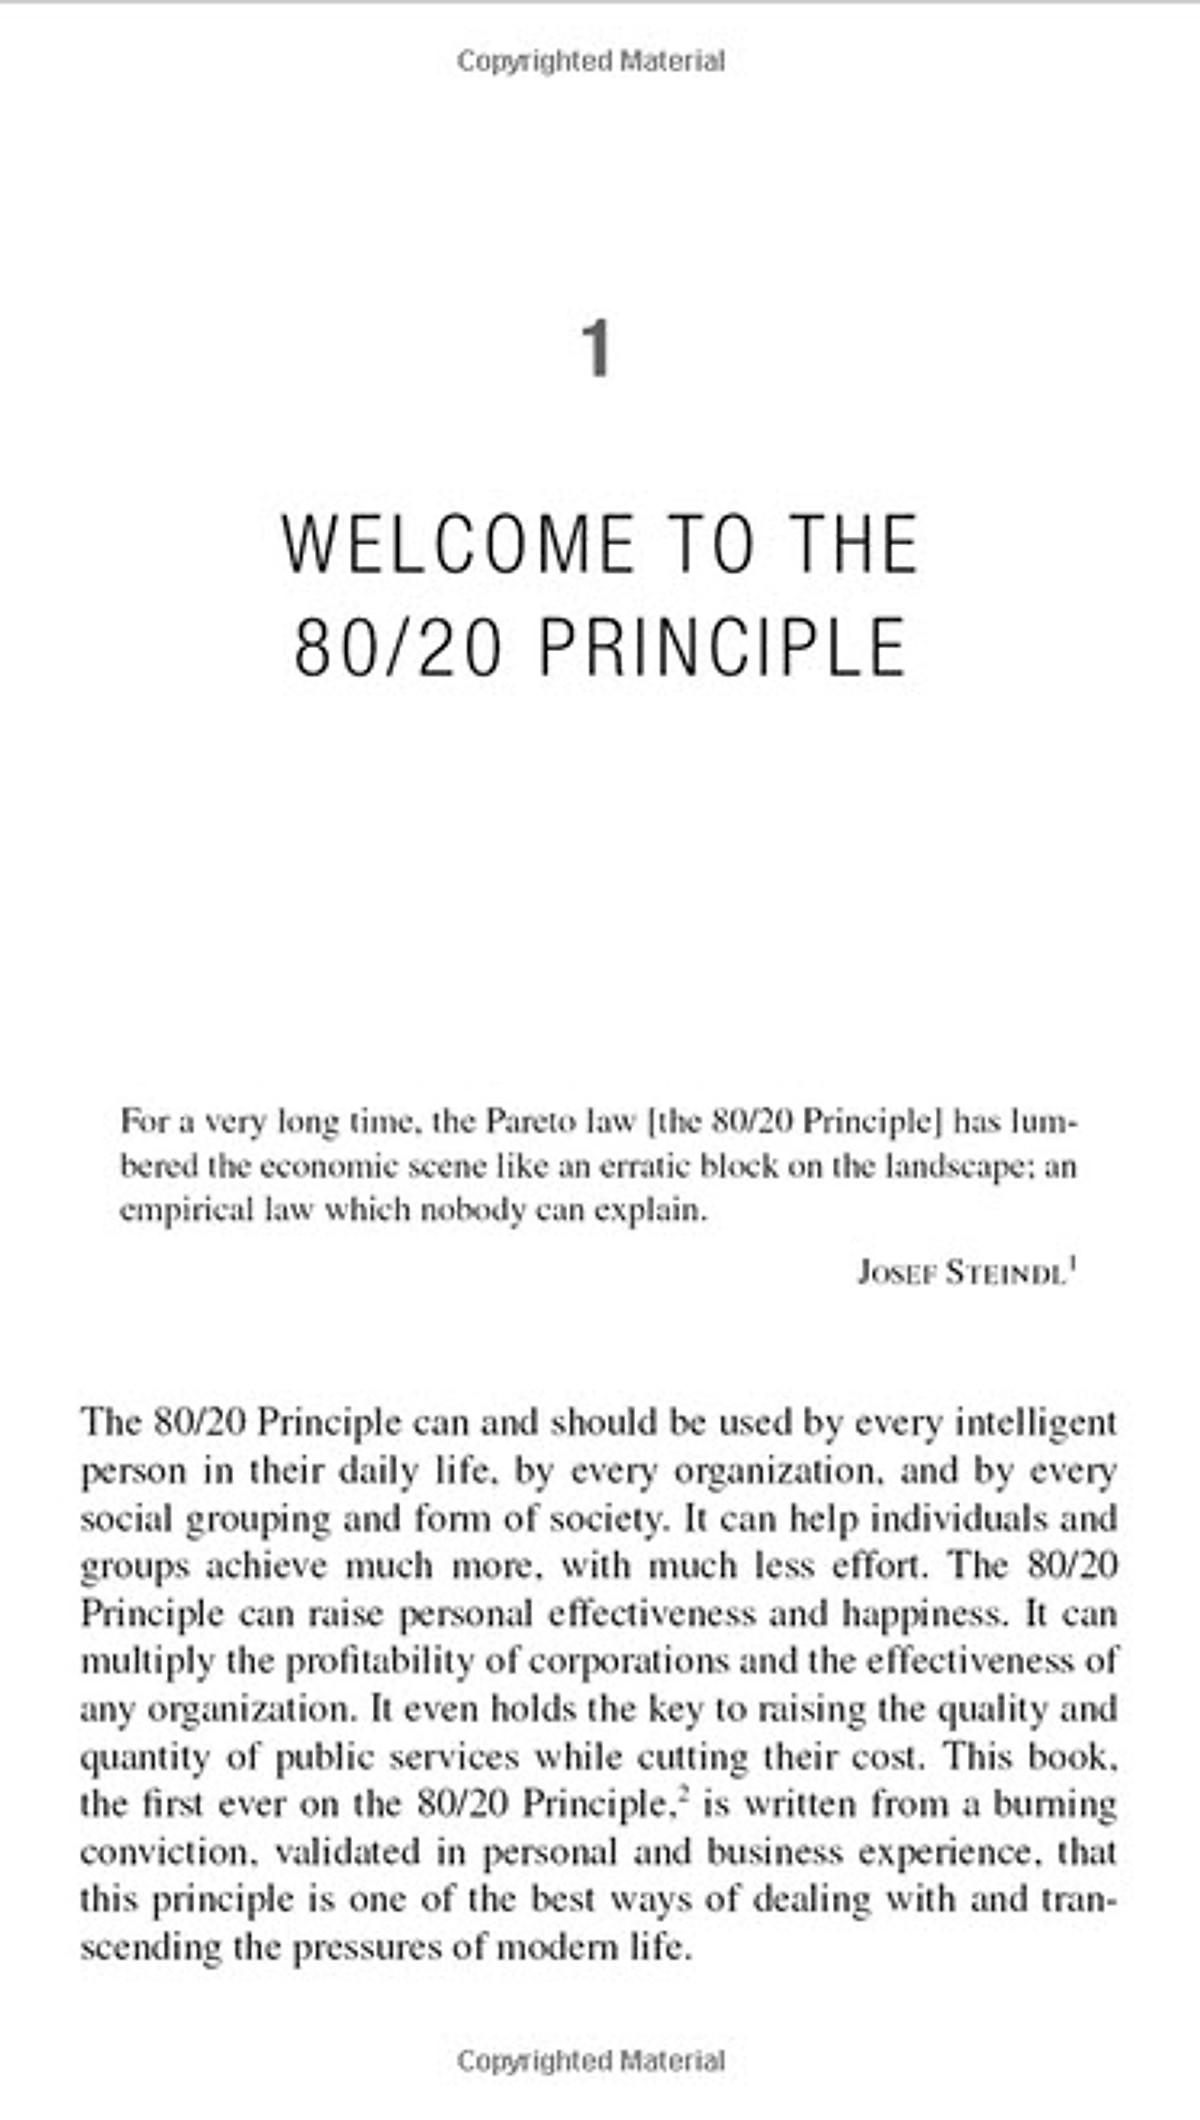 Copyrighted Material
1
WELCOME TO THE
80/20 PRINCIPLE
For a very long time, the Pareto law [the 80/20 Principle] has lum-
bered the economic scene like an erratic block on the landscape; an
empirical law which nobody can explain.
JOSEF STEINDL¹
The 80/20 Principle can and should be used by every intelligent
person in their daily life, by every organization, and by every
social grouping and form of society. It can help individuals and
groups achieve much more, with much less effort. The 80/20
Principle can raise personal effectiveness and happiness. It can
multiply the profitability of corporations and the effectiveness of
any organization. It even holds the key to raising the quality and
quantity of public services while cutting their cost. This book,
the first ever on the 80/20 Principle,² is written from a burning
conviction, validated in personal and business experience, that
this principle is one of the best ways of dealing with and tran-
scending the pressures of modern life.
Copyrighted Material